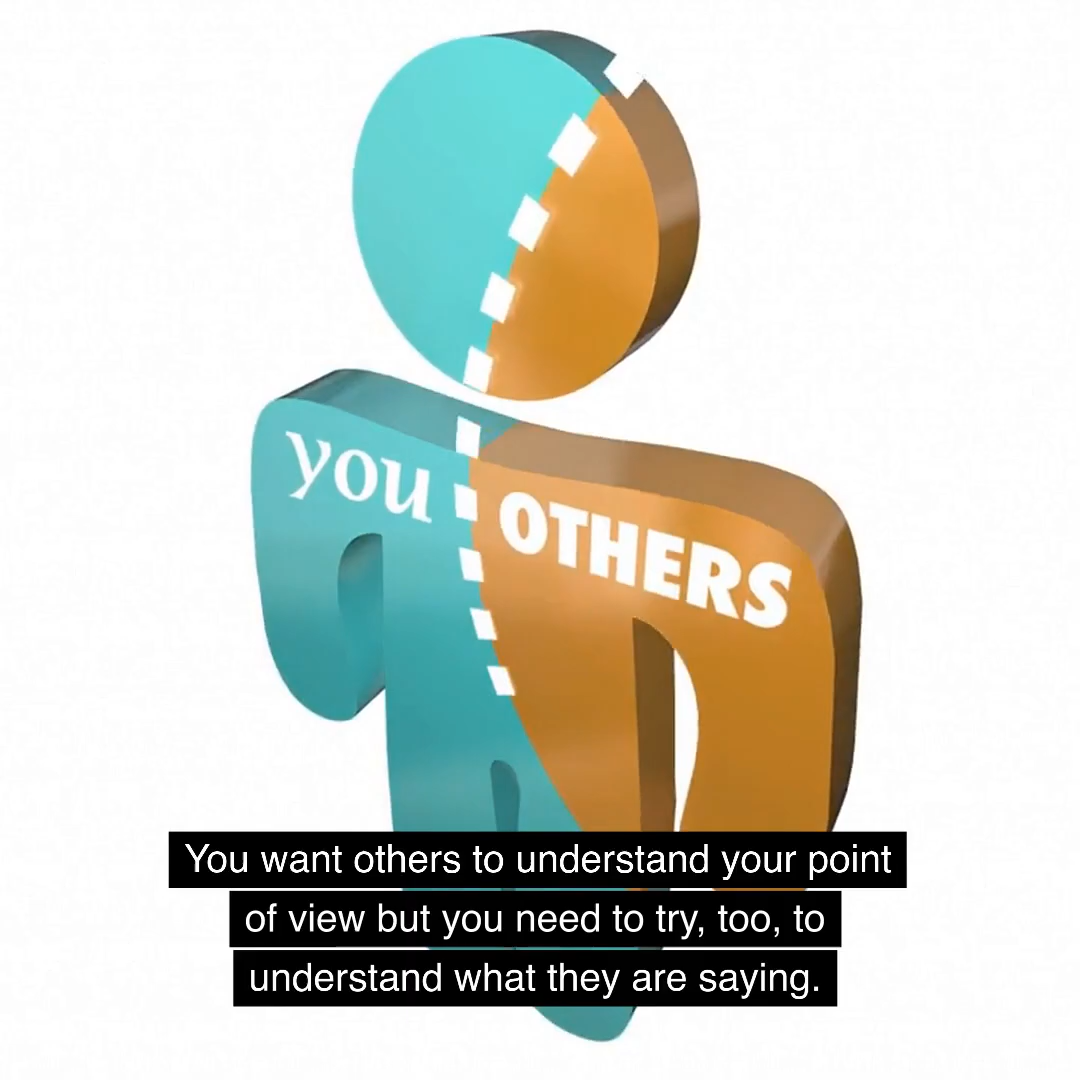 you
OTHERS
You want others to understand your point
of view but you need to try, too, to
understand what they are saying.